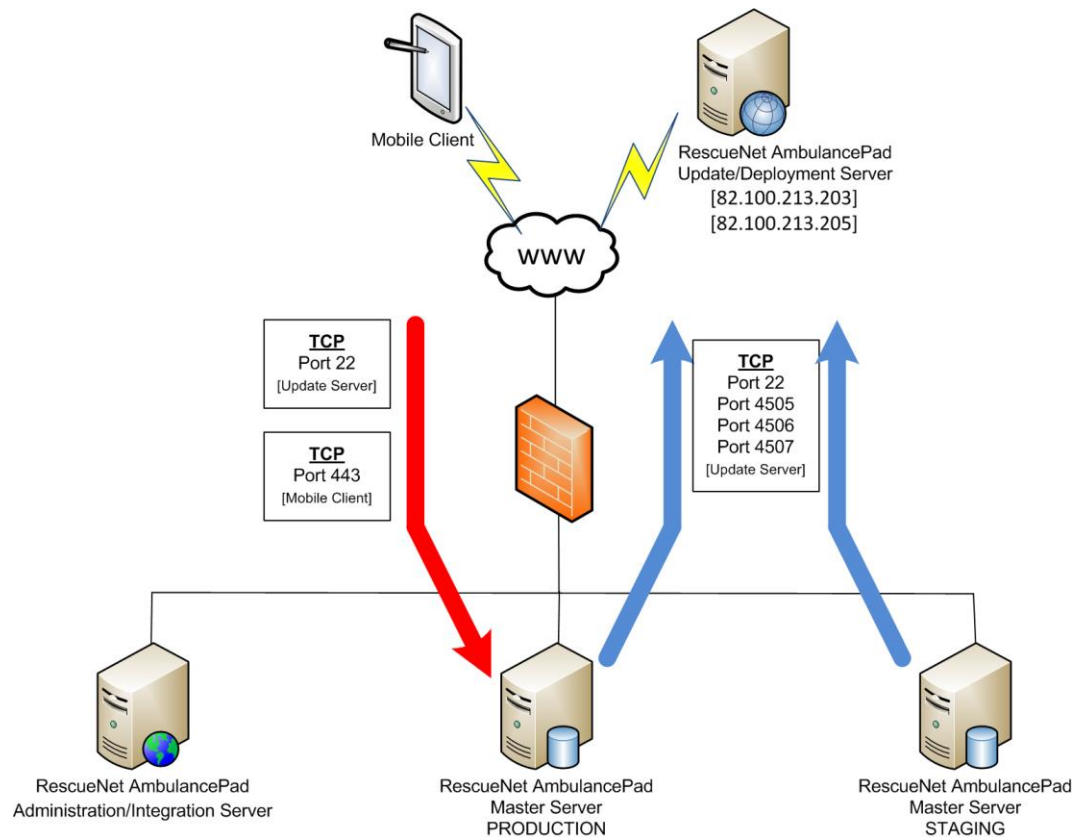 Mobile Client
RescueNet AmbulancePad
Update/Deployment Server
[82.100.213.203]
[82.100.213.205]
www
TCP
Port 22
[Update Server]
TCP
Port 443
[Mobile Client]
TCP
Port 22
Port 4505
Port 4506
Port 4507
[Update Server]
RescueNet AmbulancePad
Administration/Integration Server
RescueNet AmbulancePad
Master Server
PRODUCTION
RescueNet AmbulancePad
Master Server
STAGING